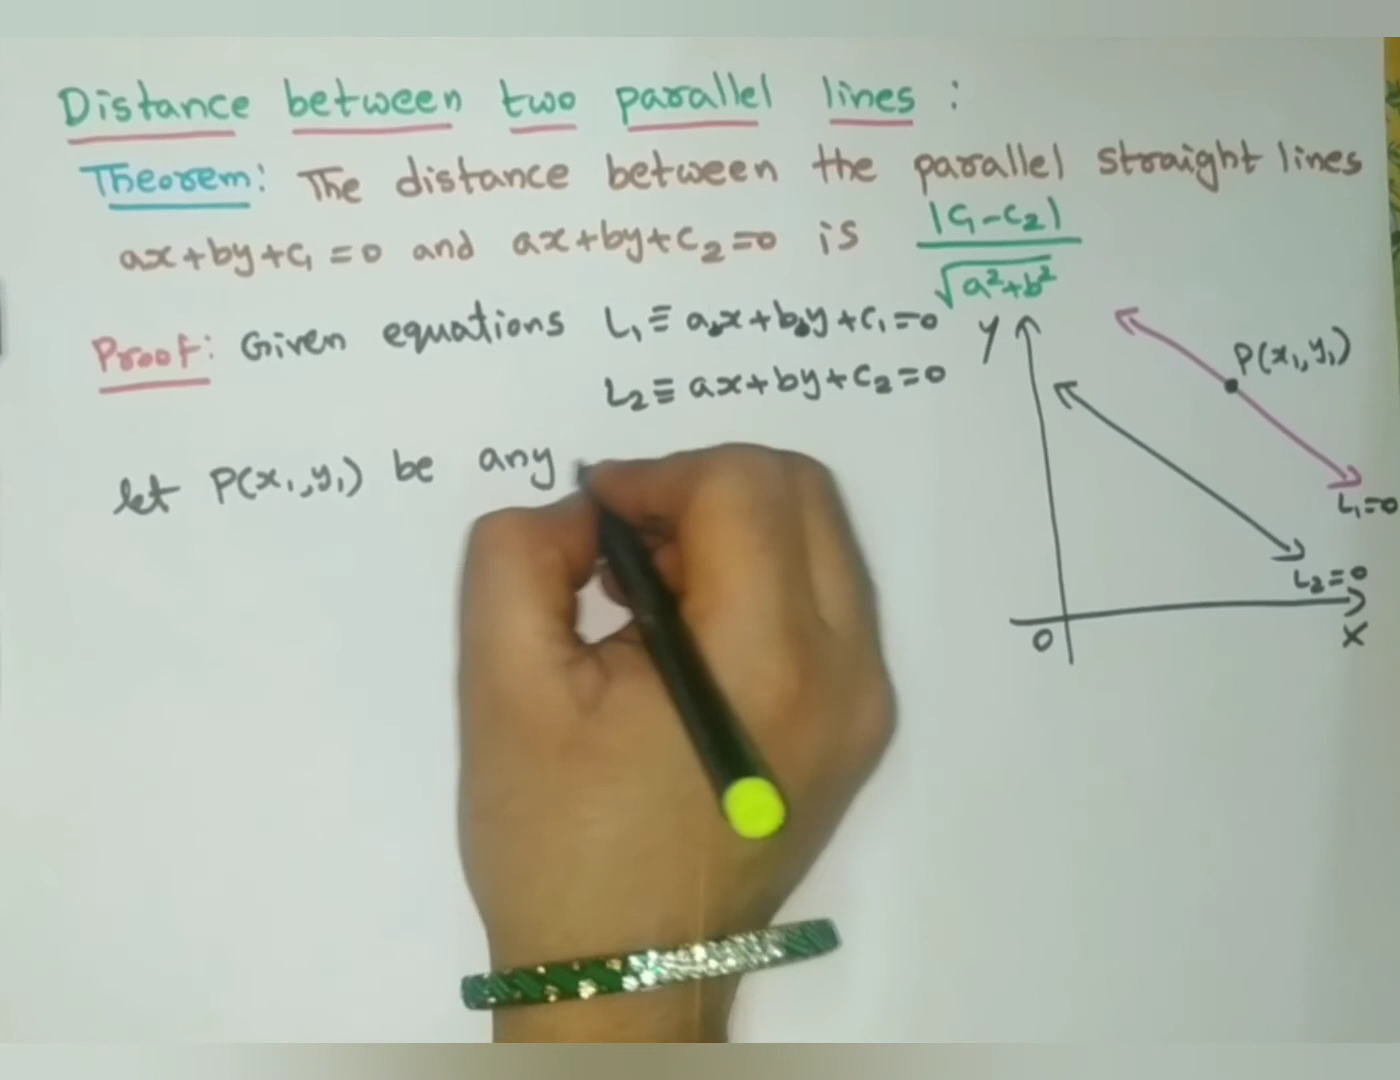 Distance between two parallel lines :
Theorem: The distance between the parallel straight lines
ax+by+c₁=0 and ax+by+c₂=0 is |c₁-c₂|
√a²+b²
Proof: Given equations L₁≡ax+by+c₁=0
L₂≡ax+by+c₂=0
let P(x₁,y₁) be any
Y
P(x₁,y₁)
L₁=0
L₂=0
O
X